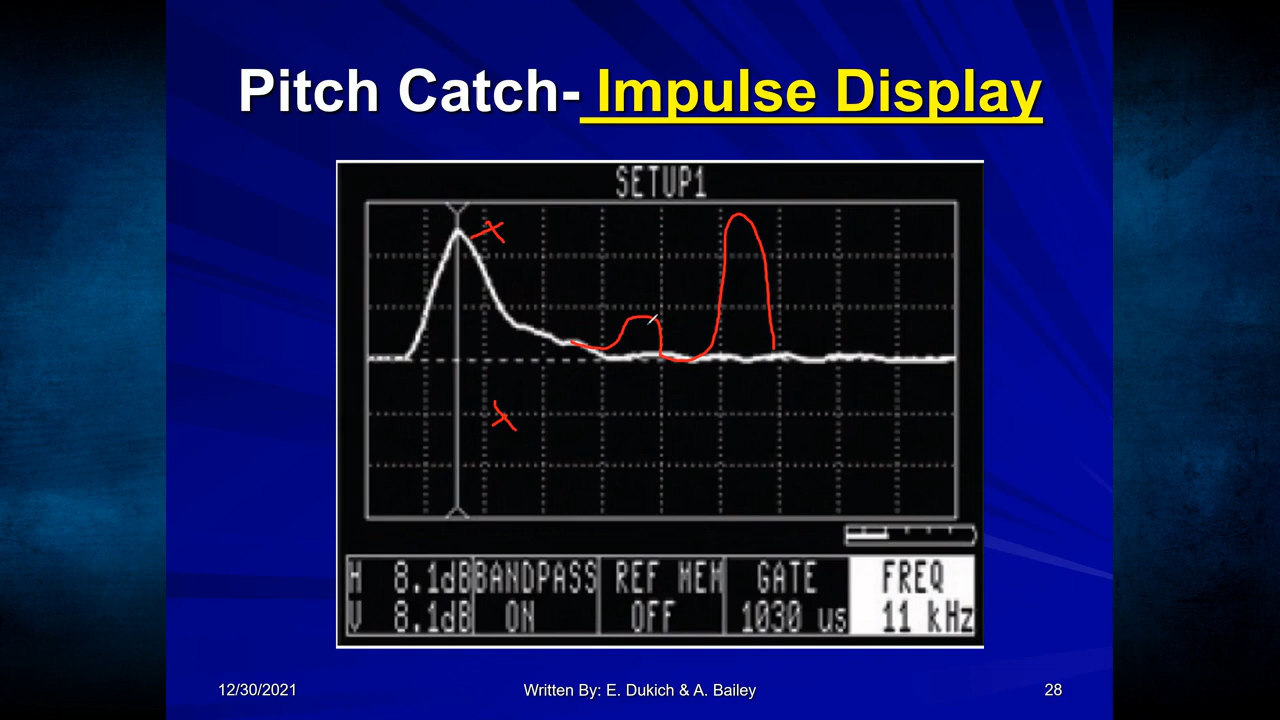 Pitch Catch- Impulse Display
SETUP1
H 8.1dB BANDPASS REF MEM GATE FREQ
V 8.1dB ON OFF 1030 us 11 kHz
12/30/2021 Written By: E. Dukich & A. Bailey 28